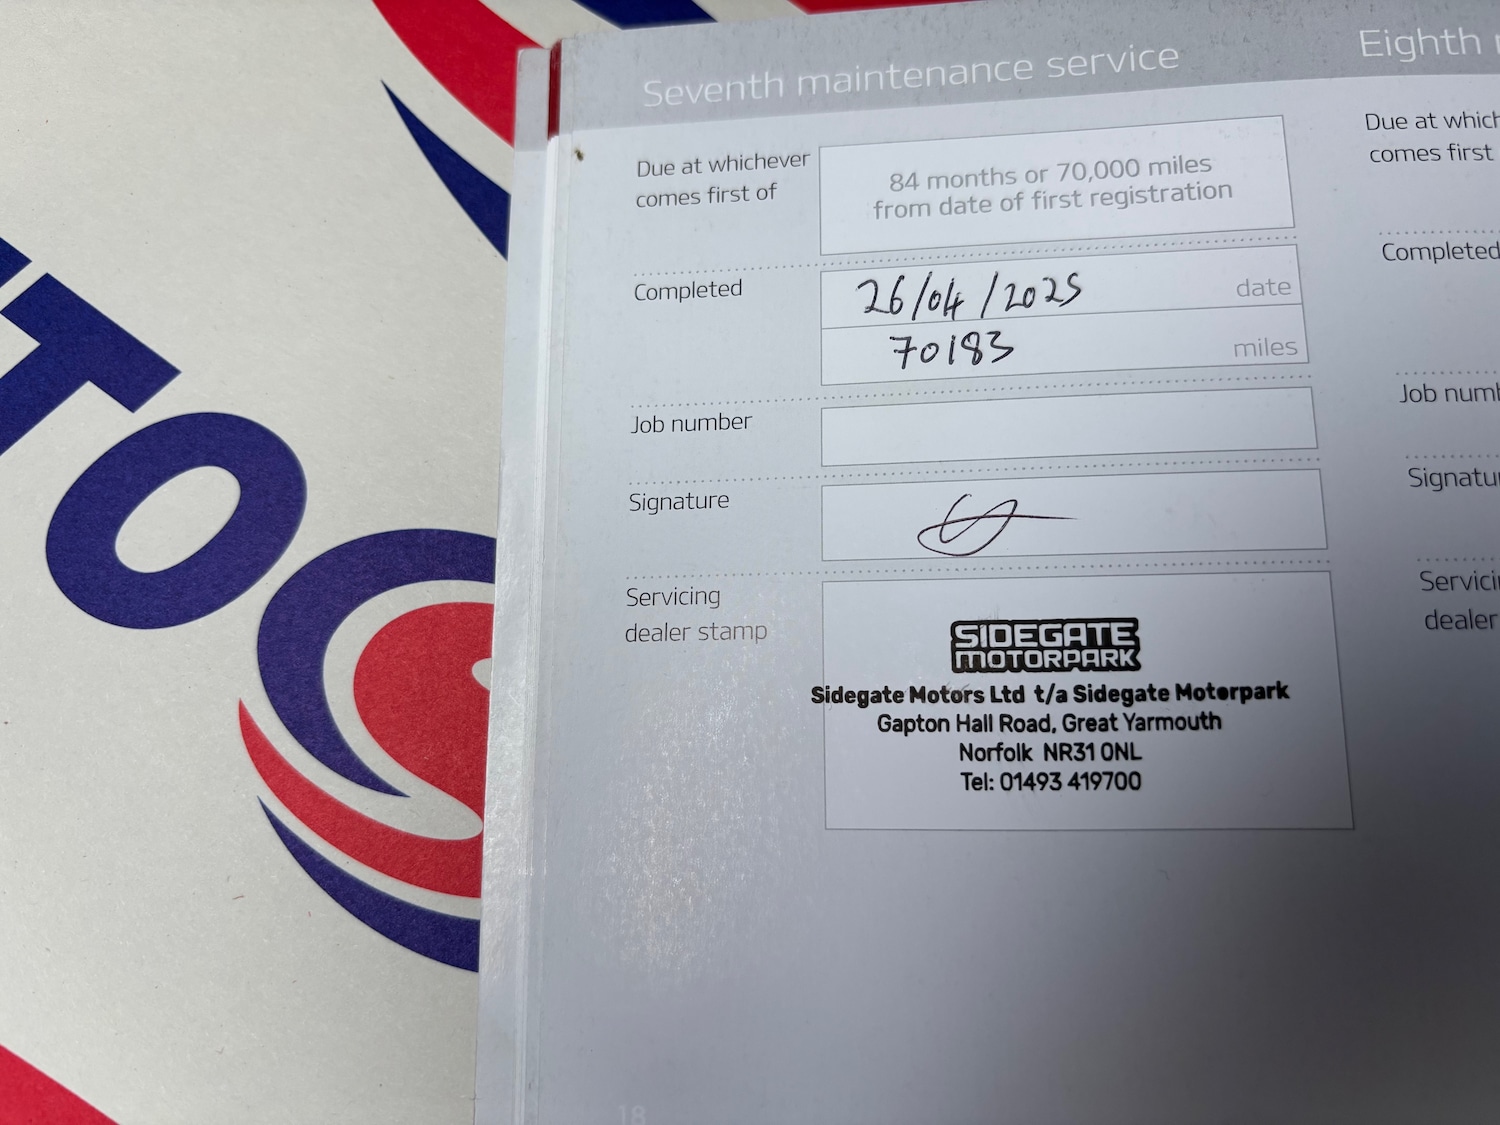 TO
Seventh maintenance service
Due at whichever
comes first of
84 months or 70,000 miles
from date of first registration
Completed
26/04/2025
date
70183
miles
Job number
Signature
Servicing
dealer stamp
SIDEGATE
MOTORPARK
Sidegate Motors Ltd t/a Sidegate Motorpark
Gapton Hall Road, Great Yarmouth
Norfolk NR31 0NL
Tel: 01493 419700
18
Eighth
Due at which
comes first
Completed
Job numb
Signatu
Servici
dealer